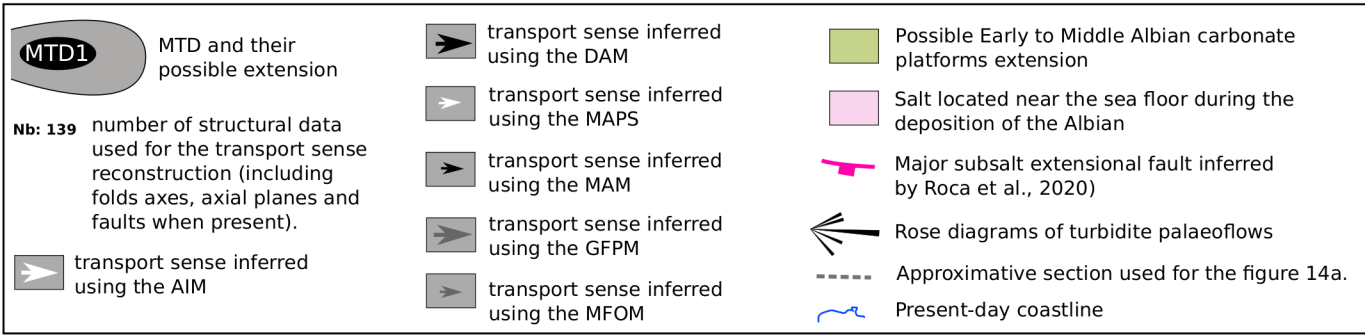 MTD1
MTD and their
possible extension
Nb: 139
number of structural data
used for the transport sense
reconstruction (including
folds axes, axial planes and
faults when present).
transport sense inferred
using the AIM
transport sense inferred
using the DAM
transport sense inferred
using the MAPS
transport sense inferred
using the MAM
transport sense inferred
using the GFPM
transport sense inferred
using the MFOM
Possible Early to Middle Albian carbonate
platforms extension
Salt located near the sea floor during the
deposition of the Albian
Major subsalt extensional fault inferred
by Roca et al., 2020)
Rose diagrams of turbidite palaeoflows
Approximative section used for the figure 14a.
Present-day coastline